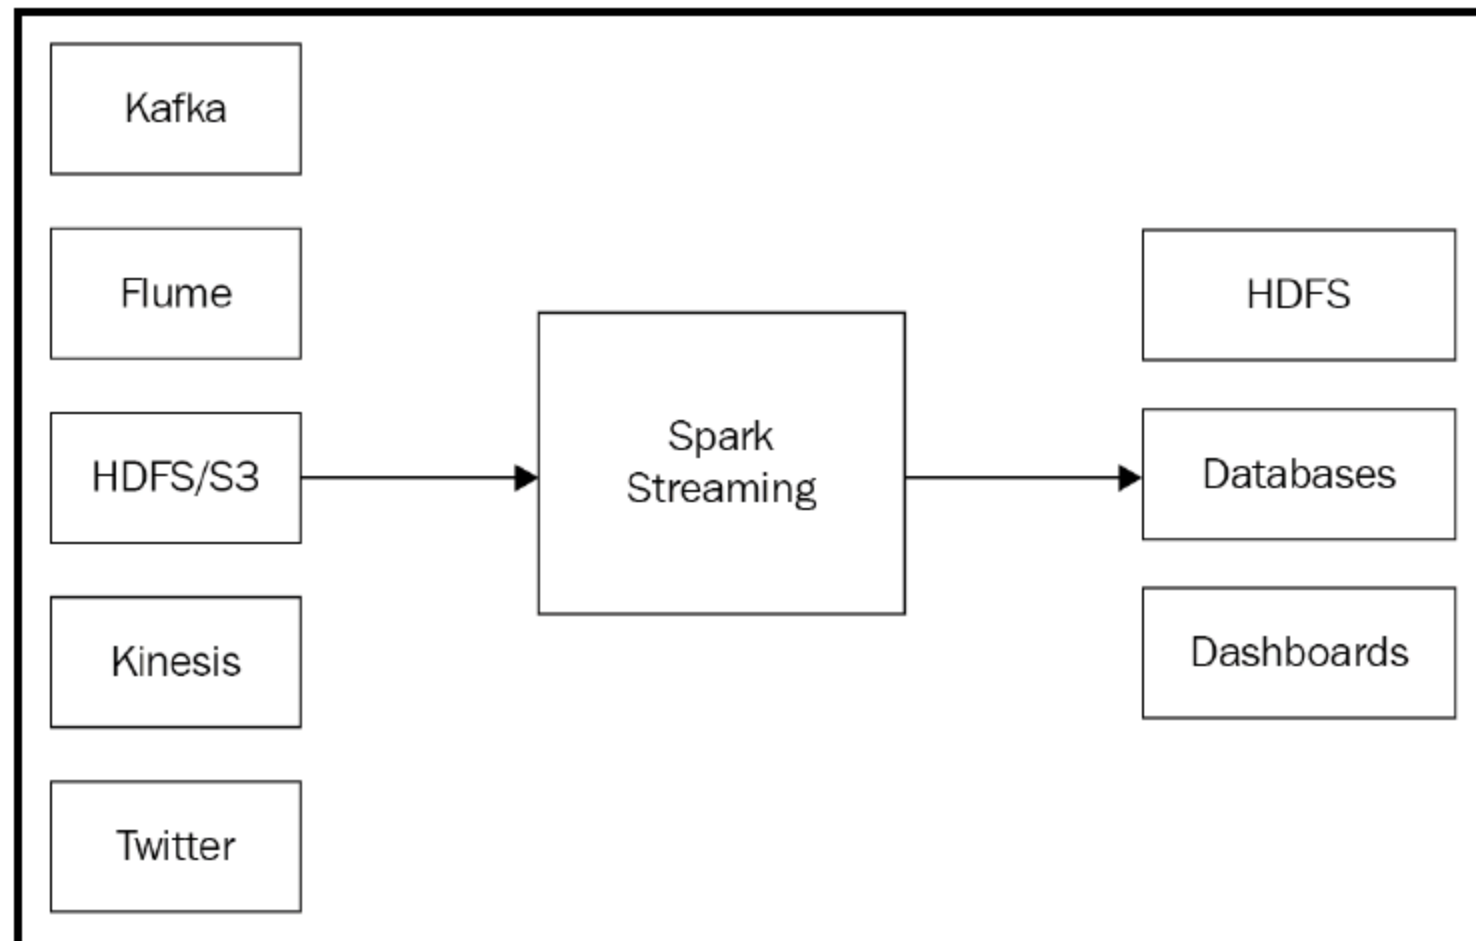 Kafka
Flume
HDFS/S3
Kinesis
Twitter
Spark
Streaming
HDFS
Databases
Dashboards